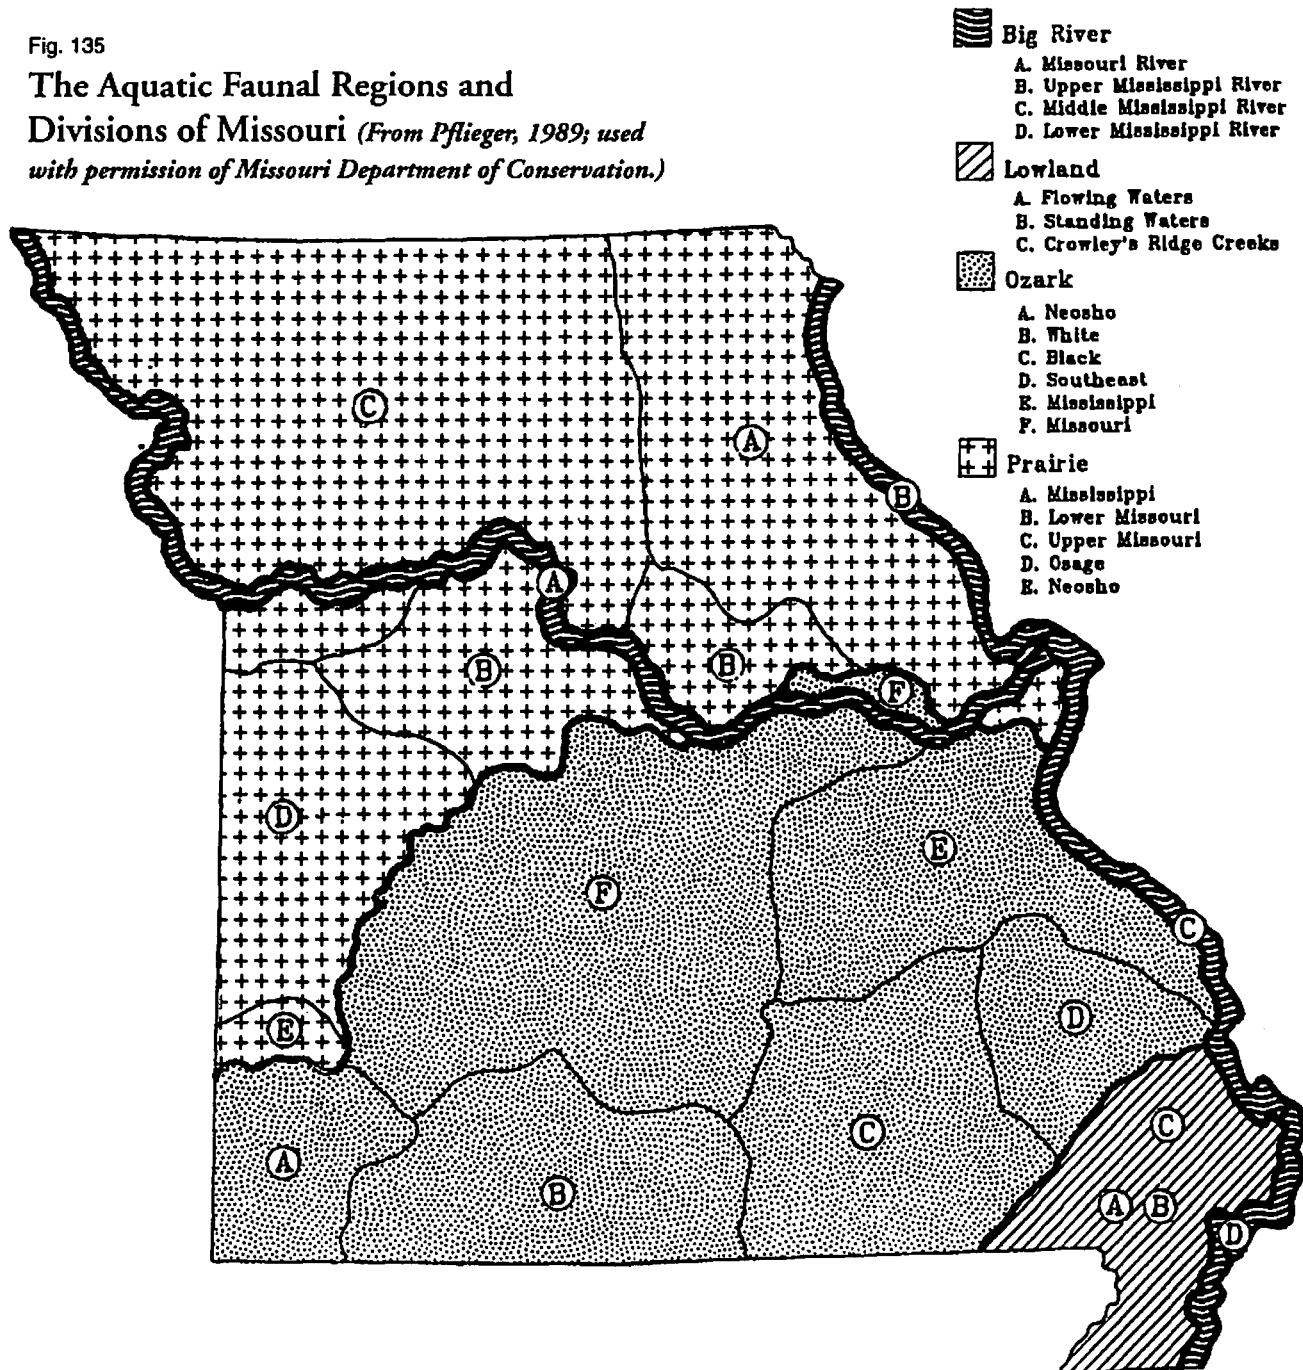 Fig. 135
The Aquatic Faunal Regions and
Divisions of Missouri (From Pflieger, 1989; used
with permission of Missouri Department of Conservation.)
Big River
A. Missouri River
B. Upper Mississippi River
C. Middle Mississippi River
D. Lower Mississippi River
Lowland
A. Flowing Waters
B. Standing Waters
C. Crowley's Ridge Creeks
Ozark
A. Neosho
B. White
C. Black
D. Southeast
E. Mississippi
F. Missouri
Prairie
A. Mississippi
B. Lower Missouri
C. Upper Missouri
D. Osage
E. Neosho
C
A
B
A
B
B
F
D
E
F
C
E
D
A
B
C
C
A B
D